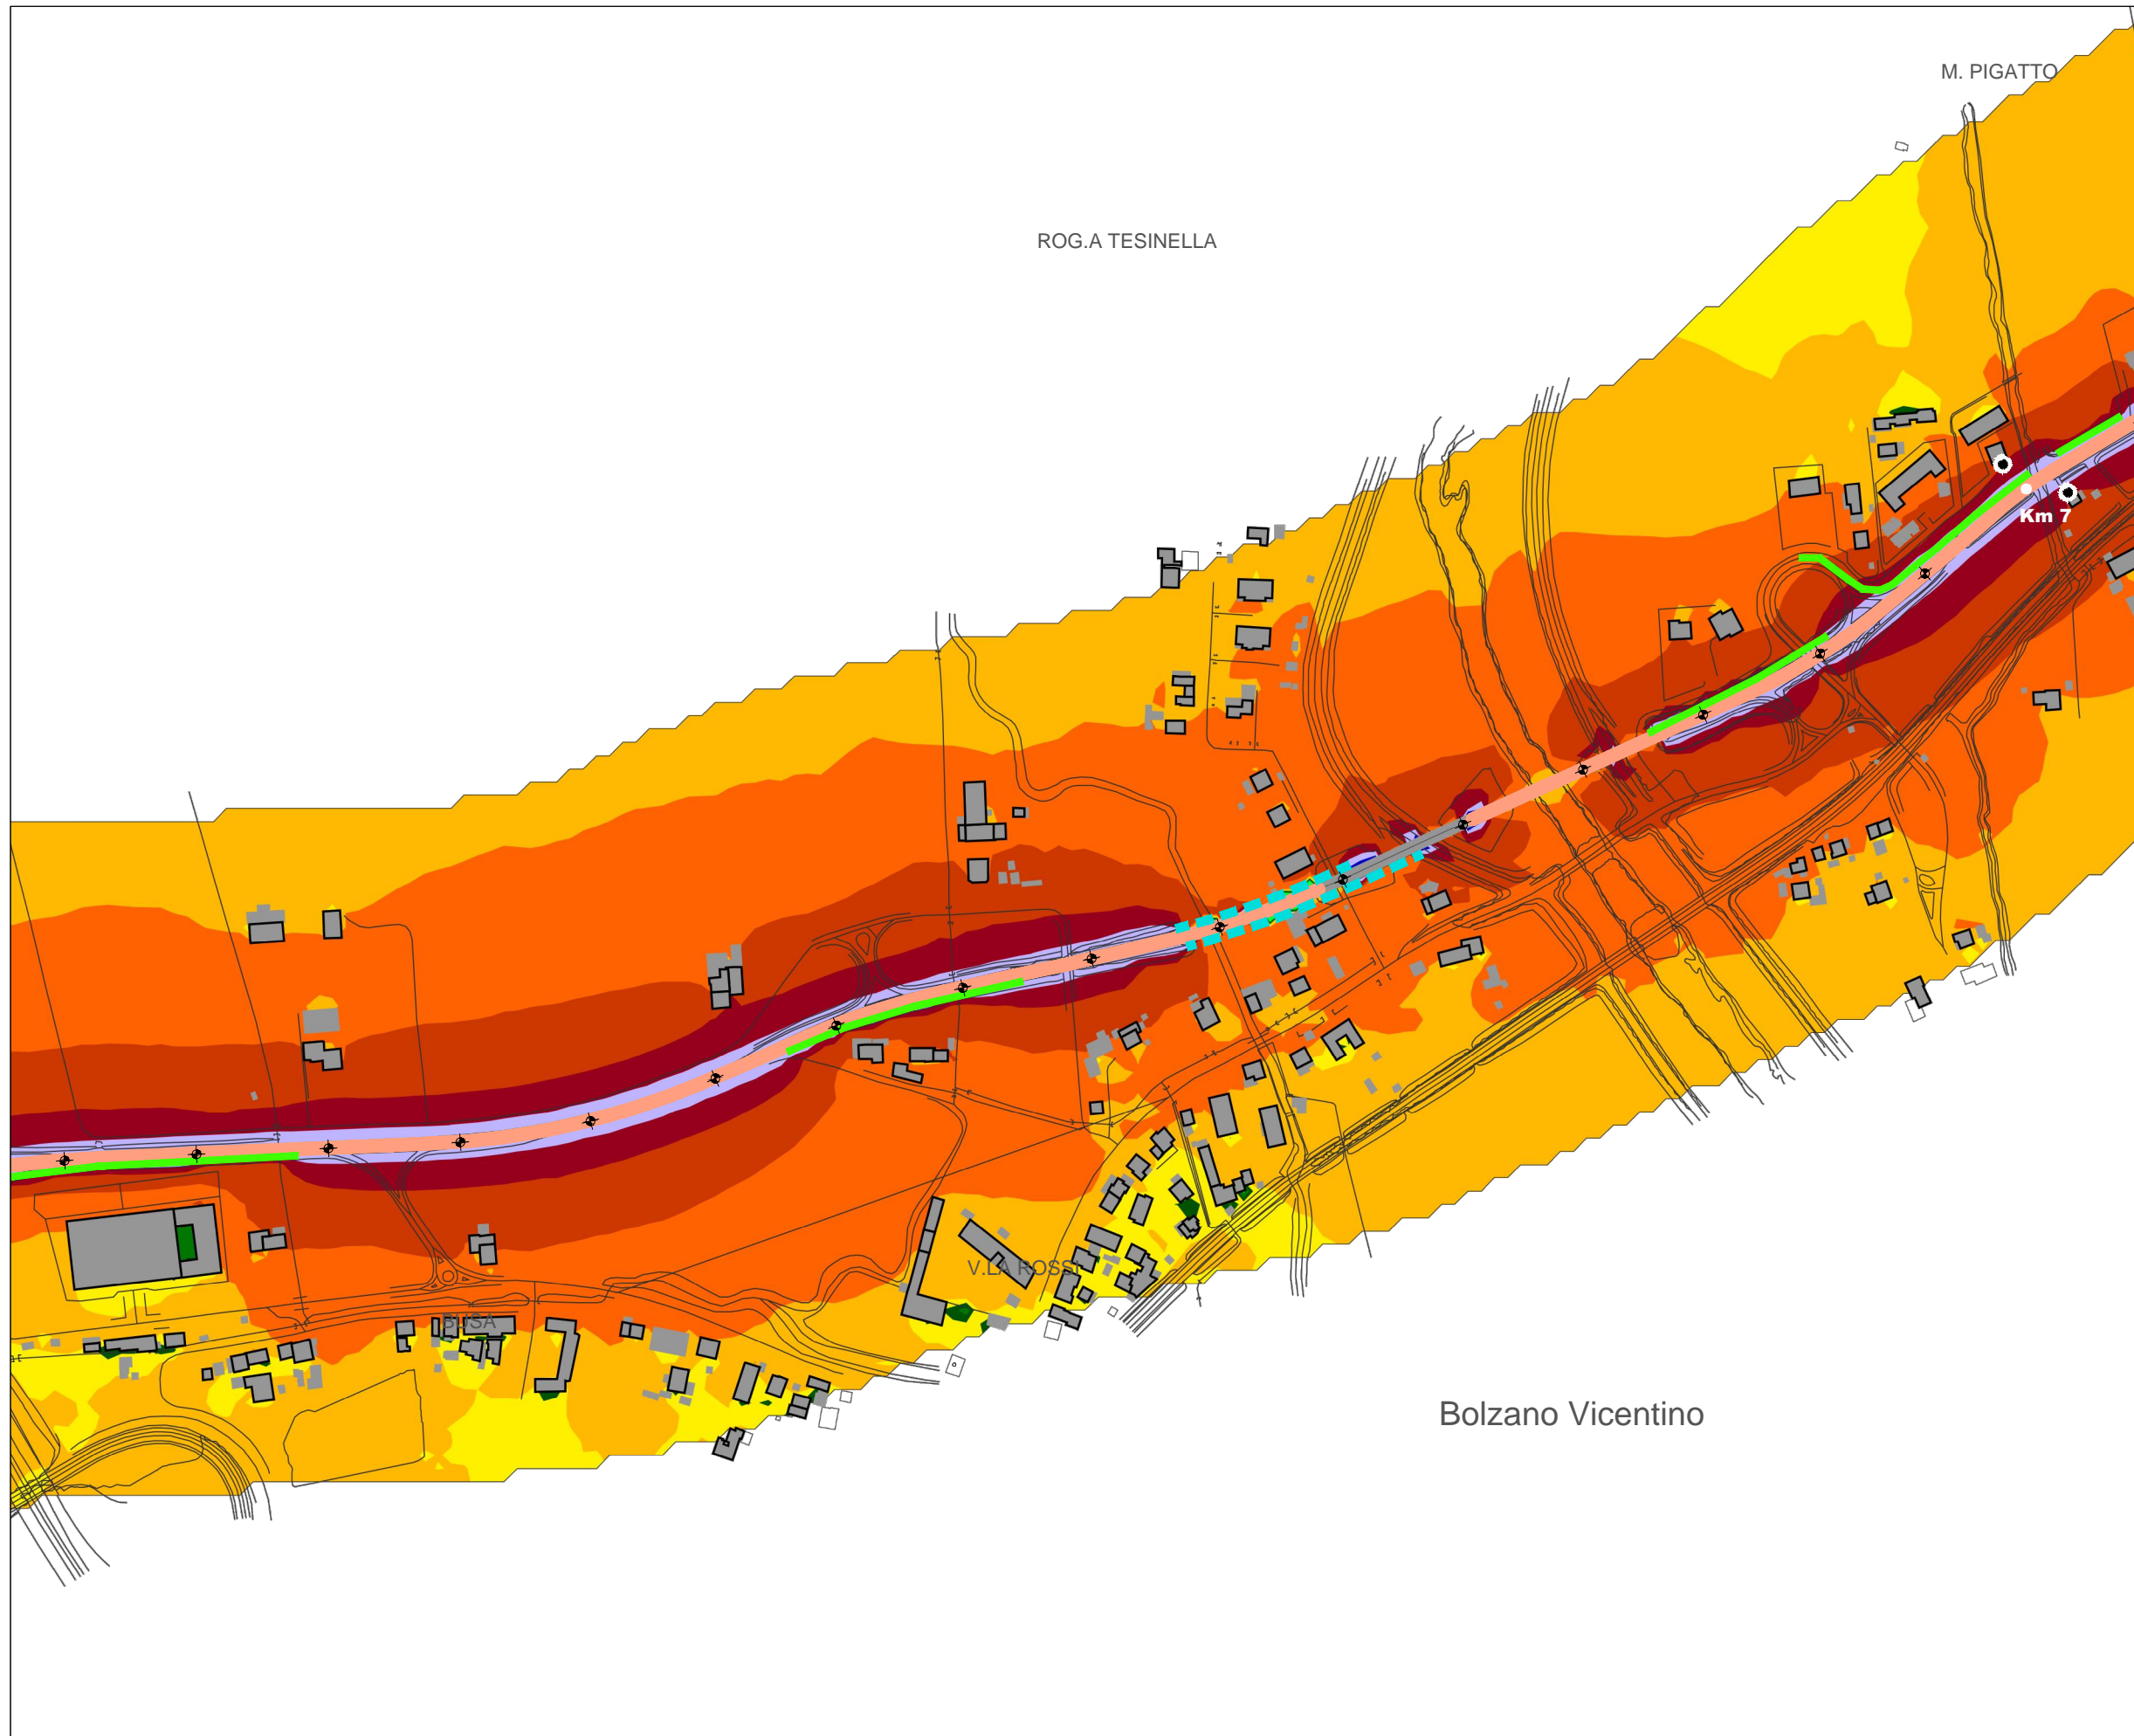 M. PIGATTO
ROG.A TESINELLA
Km 7
V.LA ROSSI
BUSA
Bolzano Vicentino